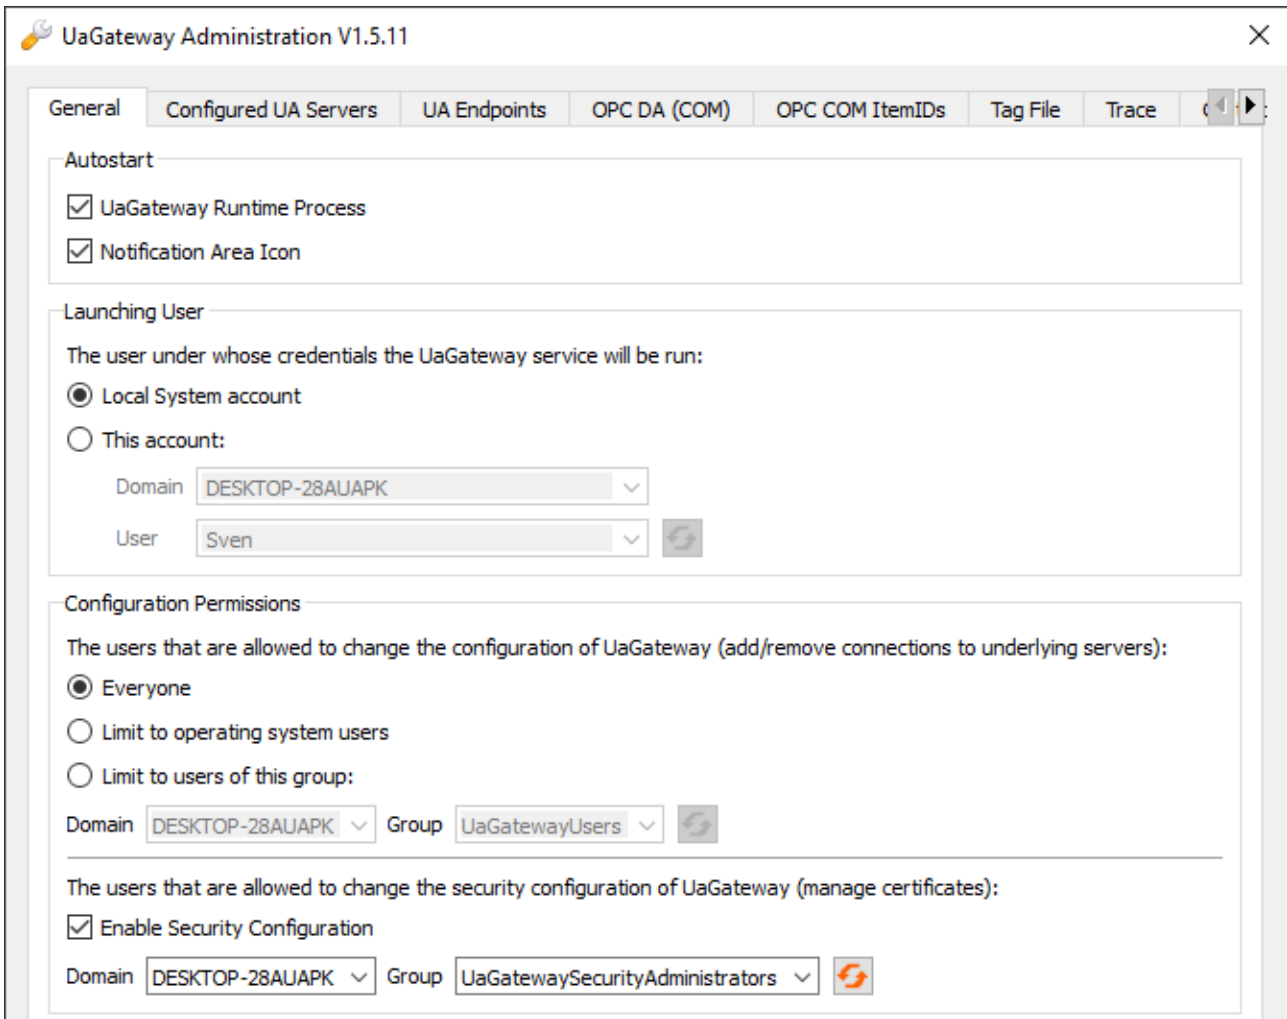 UaGateway Administration V1.5.11
General Configured UA Servers UA Endpoints OPC DA (COM) OPC COM ItemIDs Tag File Trace
Autostart
UaGateway Runtime Process
Notification Area Icon
Launching User
The user under whose credentials the UaGateway service will be run:
Local System account
This account:
Domain DESKTOP-28AUAPK
User Sven
Configuration Permissions
The users that are allowed to change the configuration of UaGateway (add/remove connections to underlying servers):
Everyone
Limit to operating system users
Limit to users of this group:
Domain DESKTOP-28AUAPK Group UaGatewayUsers
The users that are allowed to change the security configuration of UaGateway (manage certificates):
Enable Security Configuration
Domain DESKTOP-28AUAPK Group UaGatewaySecurityAdministrators